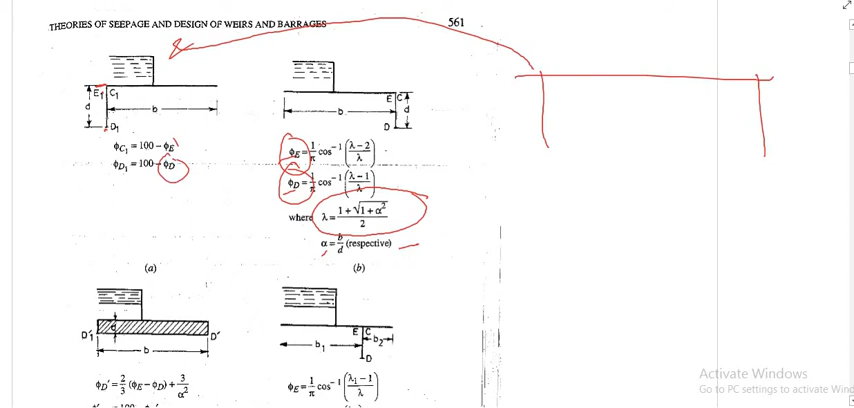 THEORIES OF SEEPAGE AND DESIGN OF WEIRS AND BARRAGES 561
E₁ C₁
d
b
D₁
E C
b
d
D
ϕC₁ = 100 − ϕE
ϕD₁ = 100 − ϕD
ϕE = 1/π cos⁻¹ (λ−2/λ)
ϕD = 1/π cos⁻¹ (λ−1/λ)
where λ = 1 + √1 + α² / 2
α = b/d (respective)
(a)
(b)
D'₁
d
D'
b
E C
b₁
b₂
D
ϕD' = 2/3 (ϕE − ϕD) + 3/α²
ϕE = 1/π cos⁻¹ (λ₁−1/λ)
Activate Windows
Go to PC settings to activate Wind